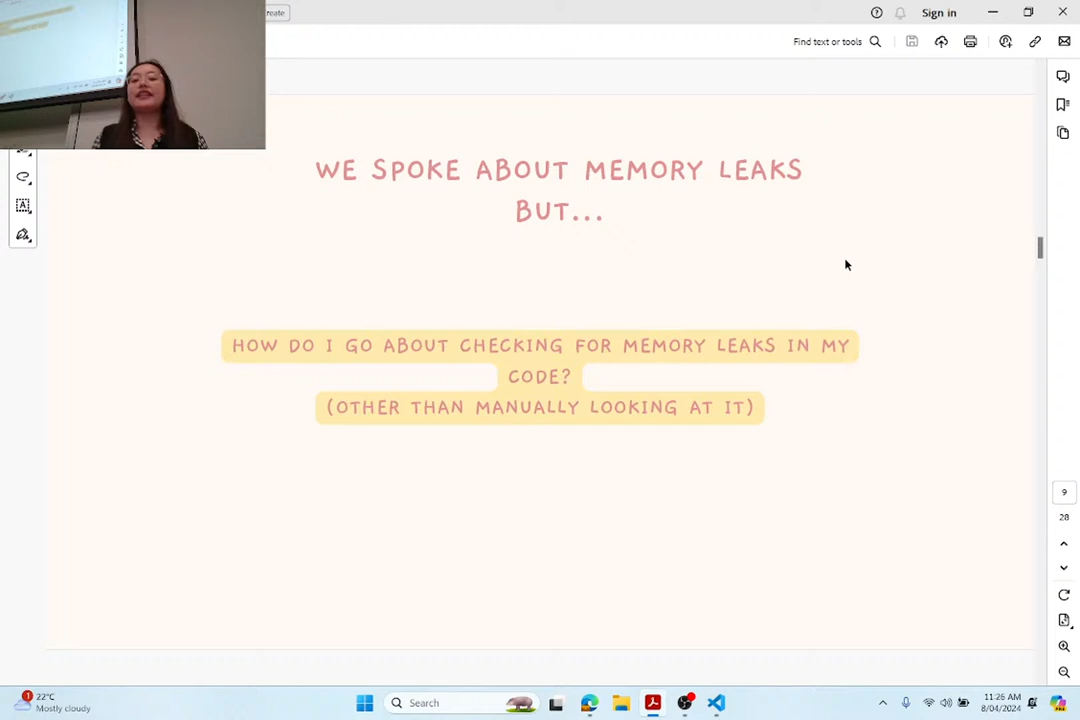 eate
Sign in
Find text or tools
WE SPOKE ABOUT MEMORY LEAKS
BUT...
HOW DO I GO ABOUT CHECKING FOR MEMORY LEAKS IN MY
CODE?
(OTHER THAN MANUALLY LOOKING AT IT)
9
28
1
22°C
Mostly cloudy
Search
11:26 AM
8/04/2024